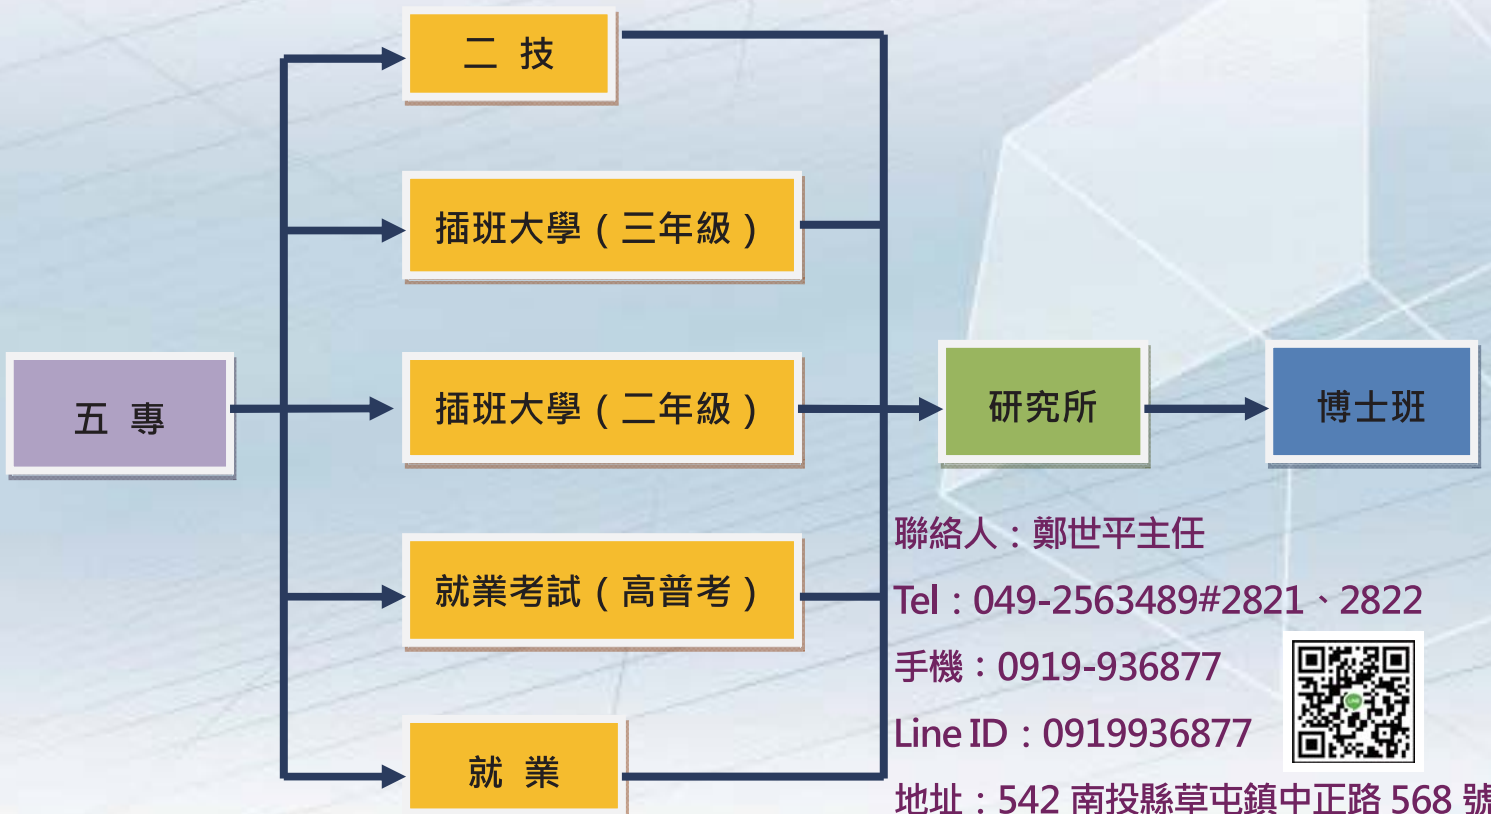 二 技
插班大學（三年級）
五 專
插班大學（二年級）
研究所
博士班
就業考試（高普考）
就 業
聯絡人：鄭世平主任
Tel：049-2563489#2821、2822
手機：0919-936877
Line ID：0919936877
地址：542 南投縣草屯鎮中正路 568 號